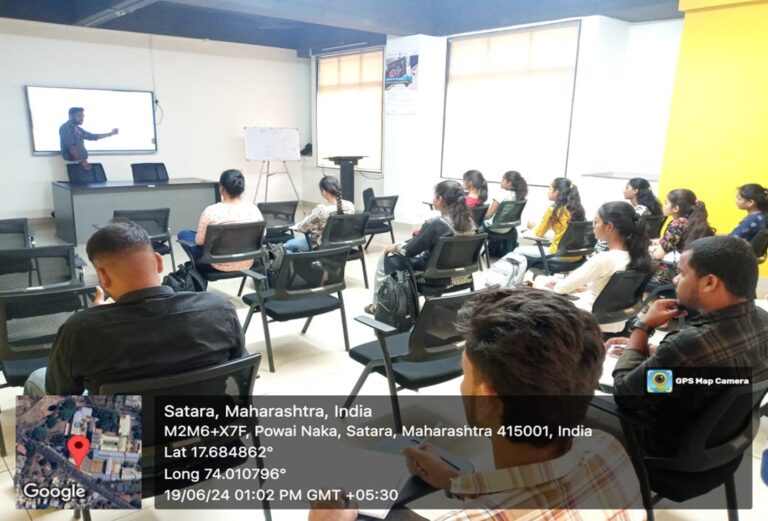 GPS Map Camera
Satara, Maharashtra, India
M2M6+X7F, Powai Naka, Satara, Maharashtra 415001, India
Lat 17.684862°
Long 74.010796°
19/06/24 01:02 PM GMT +05:30
Google